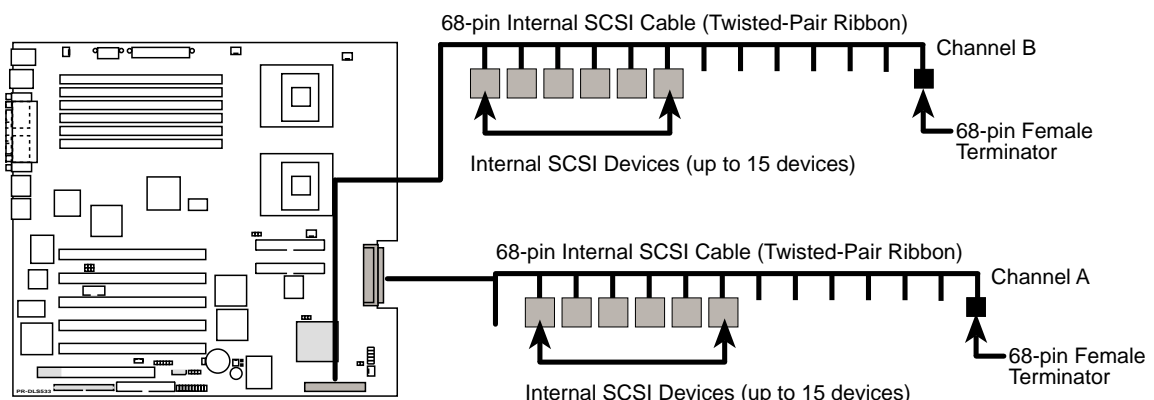 68-pin Internal SCSI Cable (Twisted-Pair Ribbon)
Channel B
68-pin Female
Terminator
Internal SCSI Devices (up to 15 devices)
68-pin Internal SCSI Cable (Twisted-Pair Ribbon)
Channel A
68-pin Female
Terminator
Internal SCSI Devices (up to 15 devices)
PR-DLS533